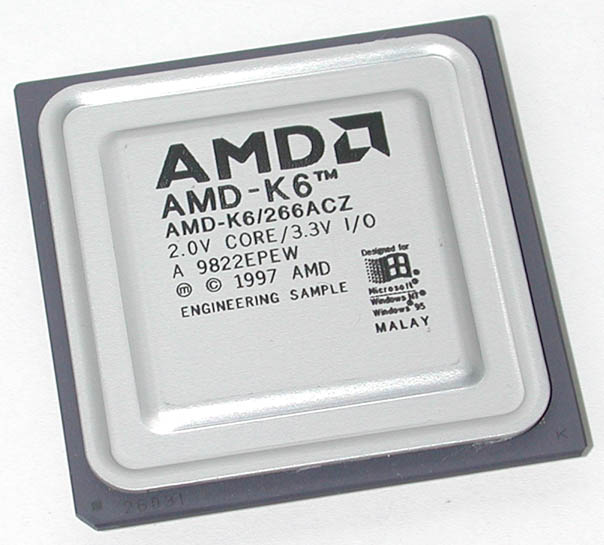 AMD
AMD-K6™
AMD-K6/266ACZ
2.0V CORE/3.3V I/O
A 9822EPEW
ⓜ © 1997 AMD
ENGINEERING SAMPLE
Designed for
Microsoft®
Windows NT®
Windows® 95
MALAY
26931
K